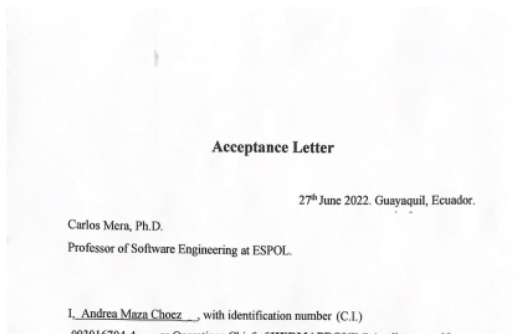 Acceptance Letter
27th June 2022. Guayaquil, Ecuador.
Carlos Mera, Ph.D.
Professor of Software Engineering at ESPOL.
I, Andrea Maza Choez , with identification number (C.I.)